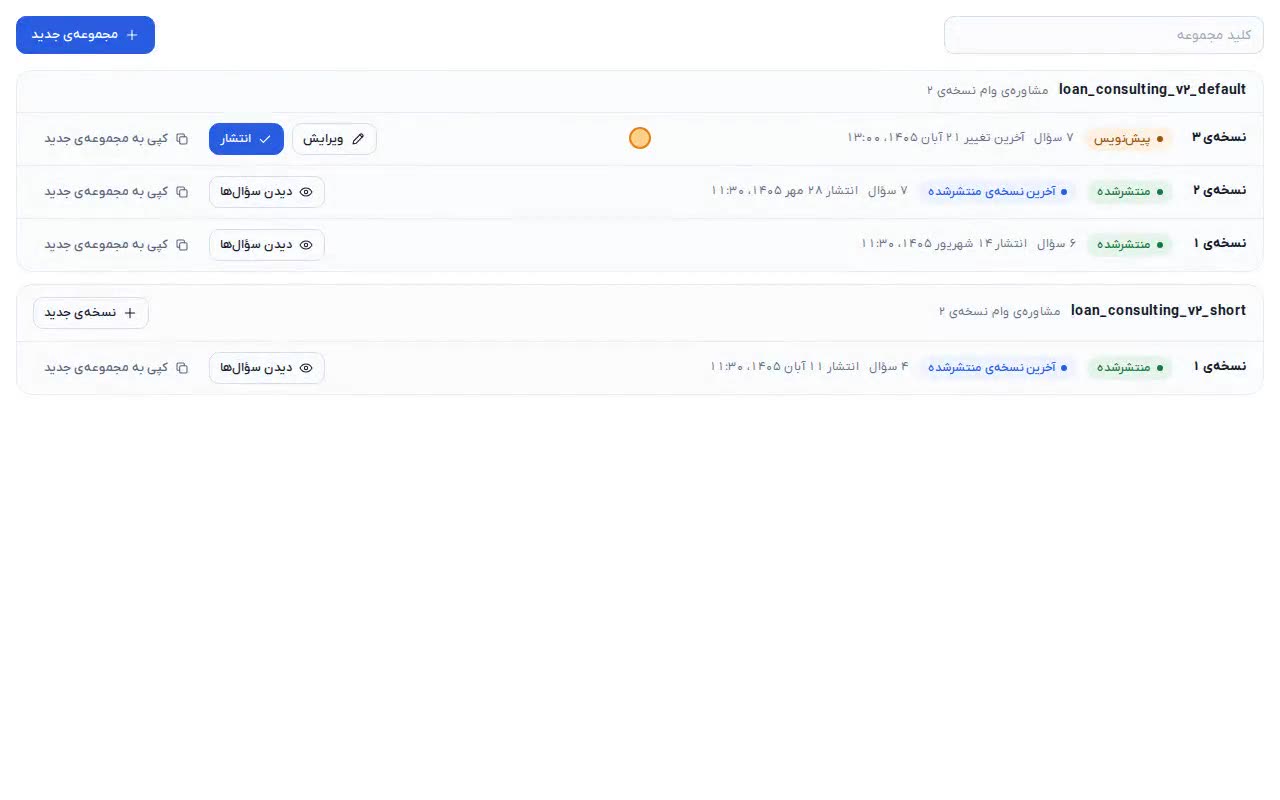 کلید مجموعه
مجموعه‌ی جدید
loan_consulting_v۲_default مشاوره‌ی وام نسخه‌ی ۲
نسخه‌ی ۳ پیش‌نویس ۷ سؤال آخرین تغییر ۲۱ آبان ۱۴۰۵، ۱۳:۰۰ ویرایش انتشار کپی به مجموعه‌ی جدید
نسخه‌ی ۲ منتشرشده آخرین نسخه‌ی منتشرشده ۷ سؤال انتشار ۲۸ مهر ۱۴۰۵، ۱۱:۳۰ دیدن سؤال‌ها کپی به مجموعه‌ی جدید
نسخه‌ی ۱ منتشرشده ۶ سؤال انتشار ۱۴ شهریور ۱۴۰۵، ۱۱:۳۰ دیدن سؤال‌ها کپی به مجموعه‌ی جدید
loan_consulting_v۲_short مشاوره‌ی وام نسخه‌ی ۲ نسخه‌ی جدید
نسخه‌ی ۱ منتشرشده آخرین نسخه‌ی منتشرشده ۴ سؤال انتشار ۱۱ آبان ۱۴۰۵، ۱۱:۳۰ دیدن سؤال‌ها کپی به مجموعه‌ی جدید